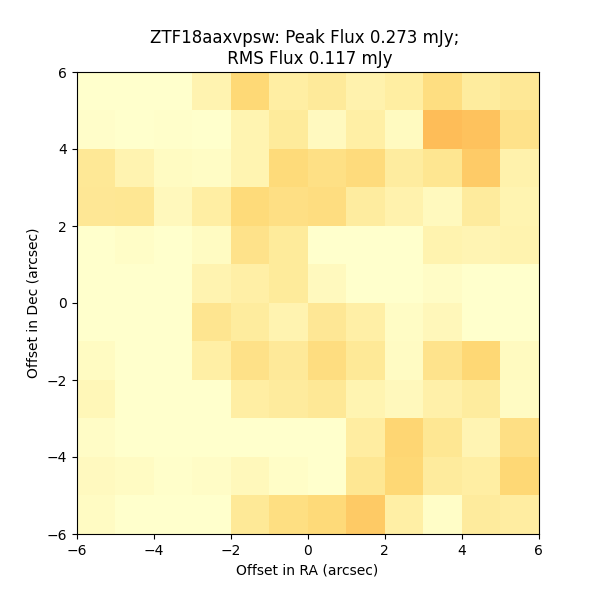 ZTF18aaxvpsw: Peak Flux 0.273 mJy;
RMS Flux 0.117 mJy
6
4
2
0
−2
−4
−6
Offset in Dec (arcsec)
−6 −4 −2 0 2 4 6
Offset in RA (arcsec)